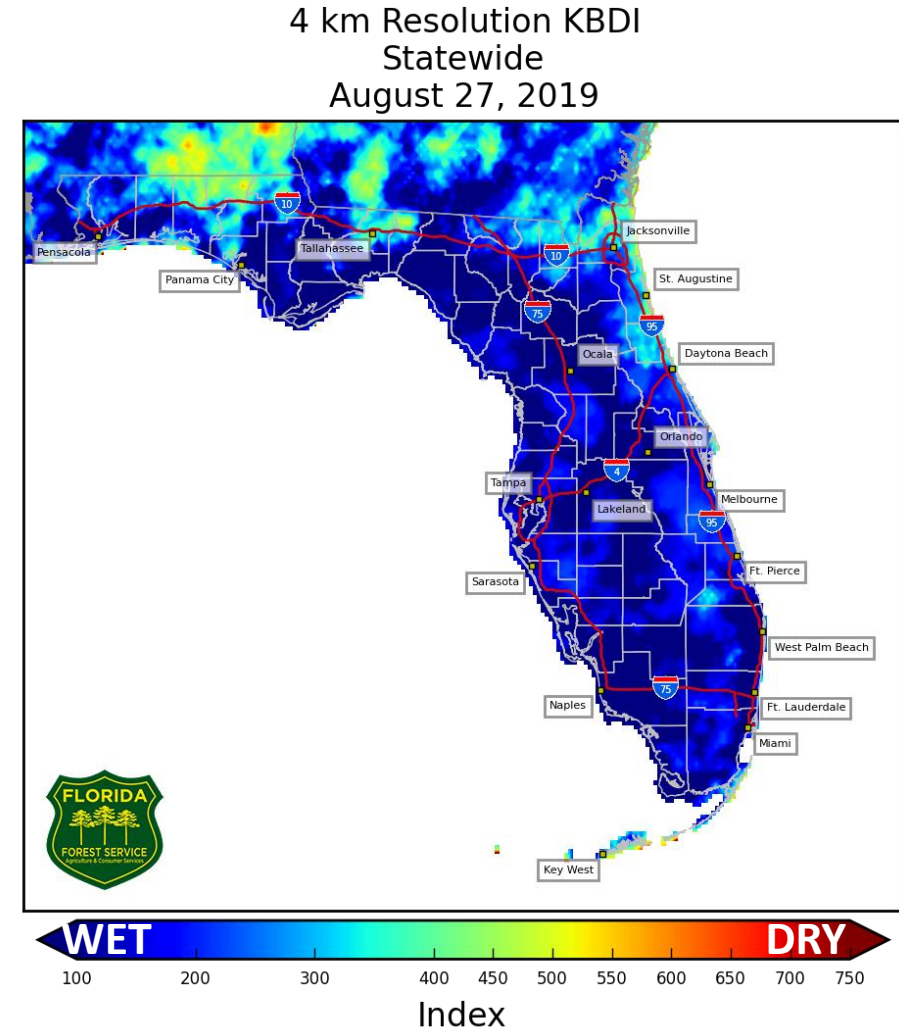 4 km Resolution KBDI
Statewide
August 27, 2019
10
Jacksonville
Pensacola
Tallahassee
10
Panama City
St. Augustine
75
95
Ocala
Daytona Beach
Orlando
4
Tampa
Melbourne
Lakeland
95
Ft. Pierce
Sarasota
West Palm Beach
75
Naples
Ft. Lauderdale
Miami
FLORIDA
FOREST SERVICE
Agriculture & Consumer Services
Key West
WET
DRY
100 200 300 400 450 500 550 600 650 700 750
Index